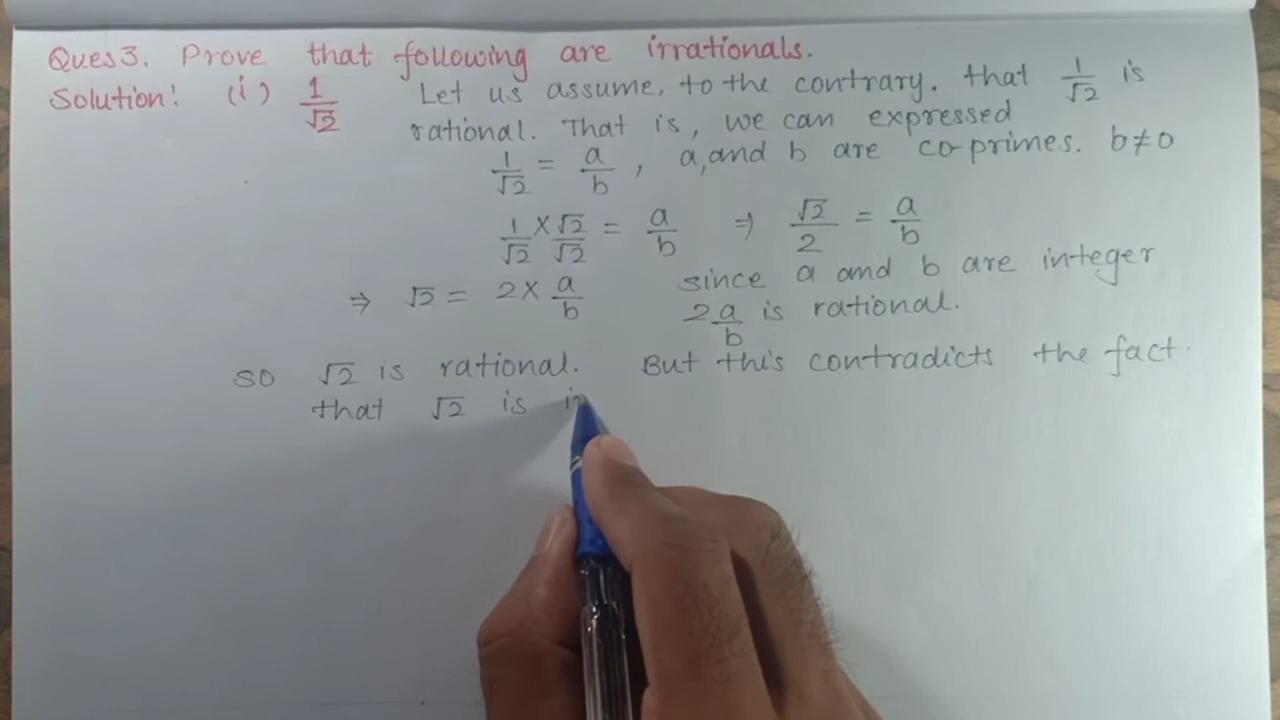 Ques 3. Prove that following are irrationals.
Solution: (i) 1/√2 Let us assume, to the contrary. that 1/√2 is
rational. That is, we can expressed
1/√2 = a/b, a, and b are co-primes. b≠0
1/√2 × √2/√2 = a/b ⇒ √2/2 = a/b
⇒ √2 = 2× a/b since a and b are integer
2a/b is rational.
so √2 is rational. But this contradicts the fact.
that √2 is